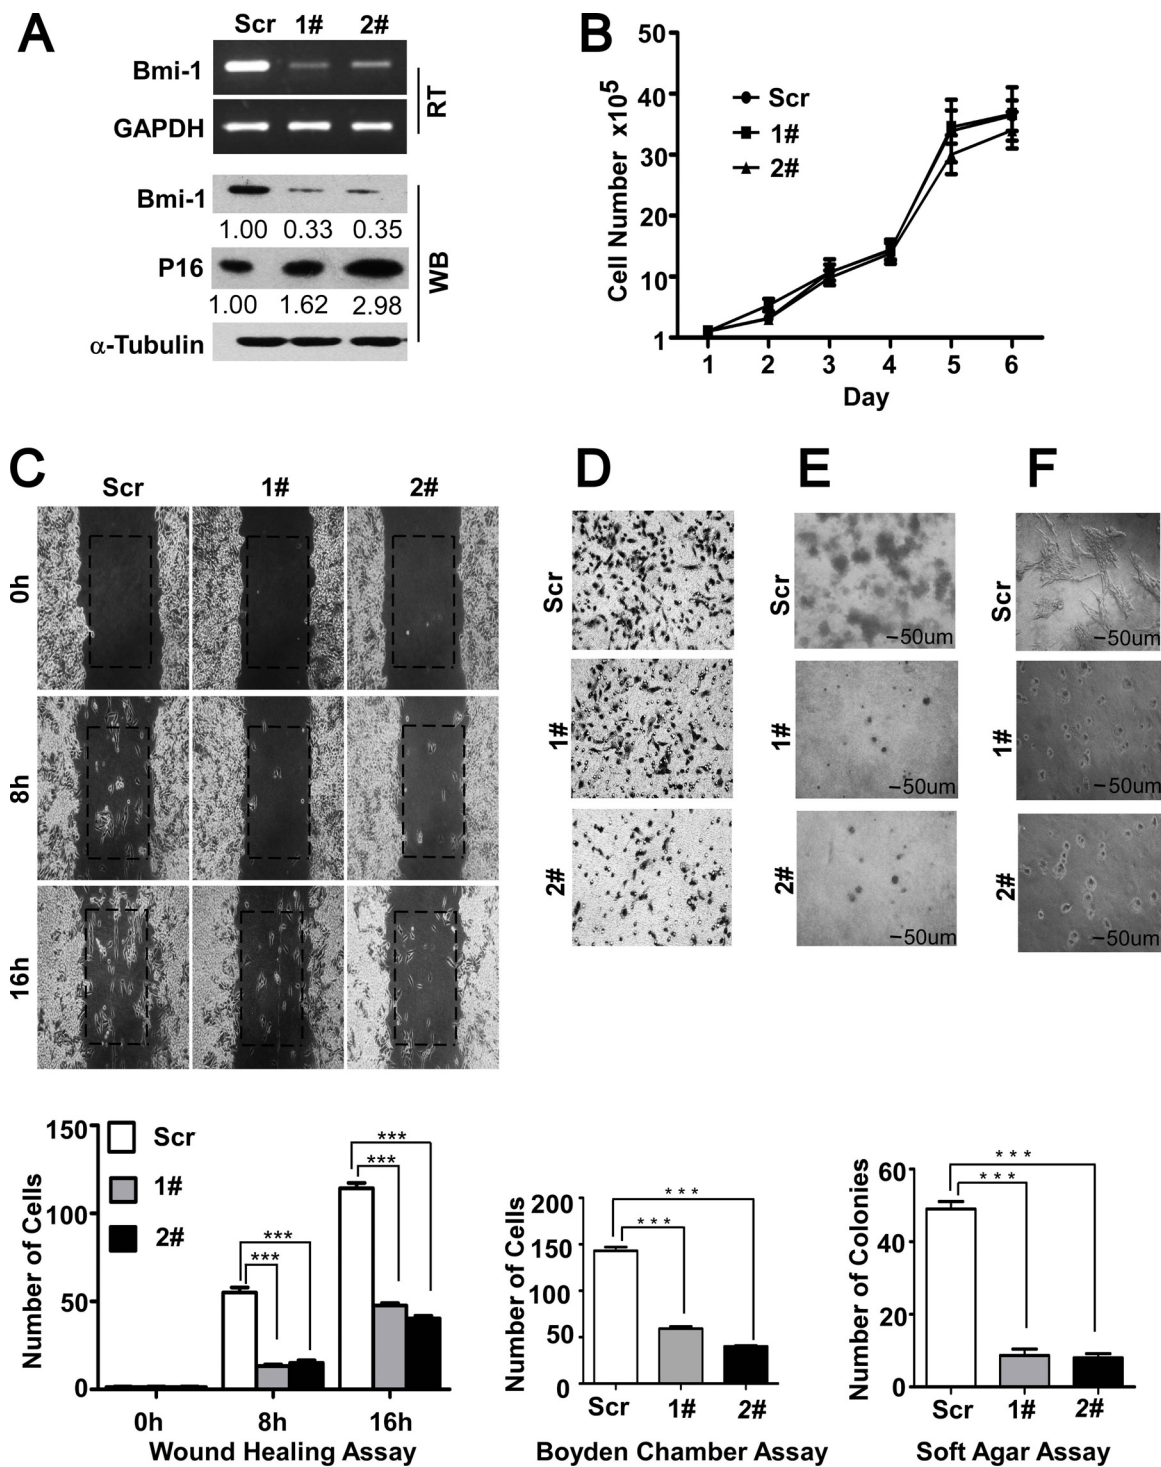 A
Scr 1# 2#
Bmi-1
GAPDH
RT
Bmi-1
1.00 0.33 0.35
P16
1.00 1.62 2.98
α-Tubulin
WB
B
50
40
30
20
10
1
Cell Number x10⁵
Scr
1#
2#
1 2 3 4 5 6
Day
C
Scr 1# 2#
0h
8h
16h
D
Scr
1#
2#
E
Scr
~50um
1#
~50um
2#
~50um
F
Scr
~50um
1#
~50um
2#
~50um
150
100
50
0
Number of Cells
Scr
1#
2#
***
***
***
***
0h 8h 16h
Wound Healing Assay
200
150
100
50
0
Number of Cells
***
***
Scr 1# 2#
Boyden Chamber Assay
60
40
20
0
Number of Colonies
***
***
Scr 1# 2#
Soft Agar Assay